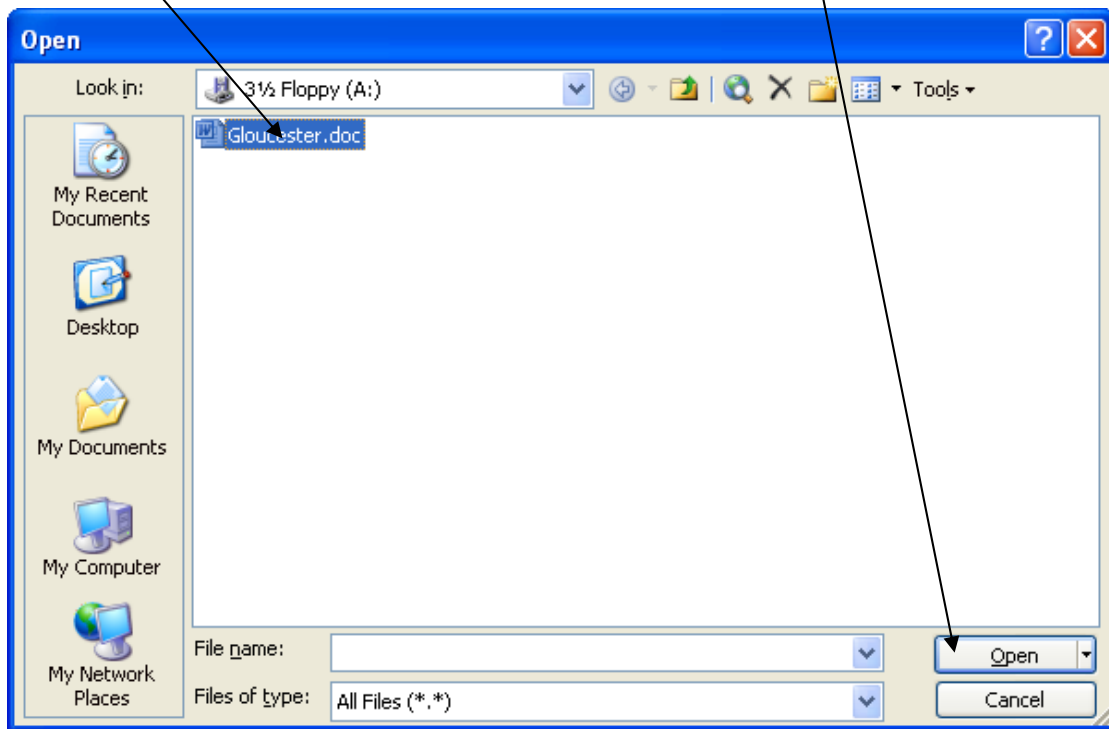 Open
Look in:
3½ Floppy (A:)
Tools
Gloucester.doc
My Recent
Documents
Desktop
My Documents
My Computer
My Network
Places
File name:
Open
Files of type:
All Files (*.*)
Cancel